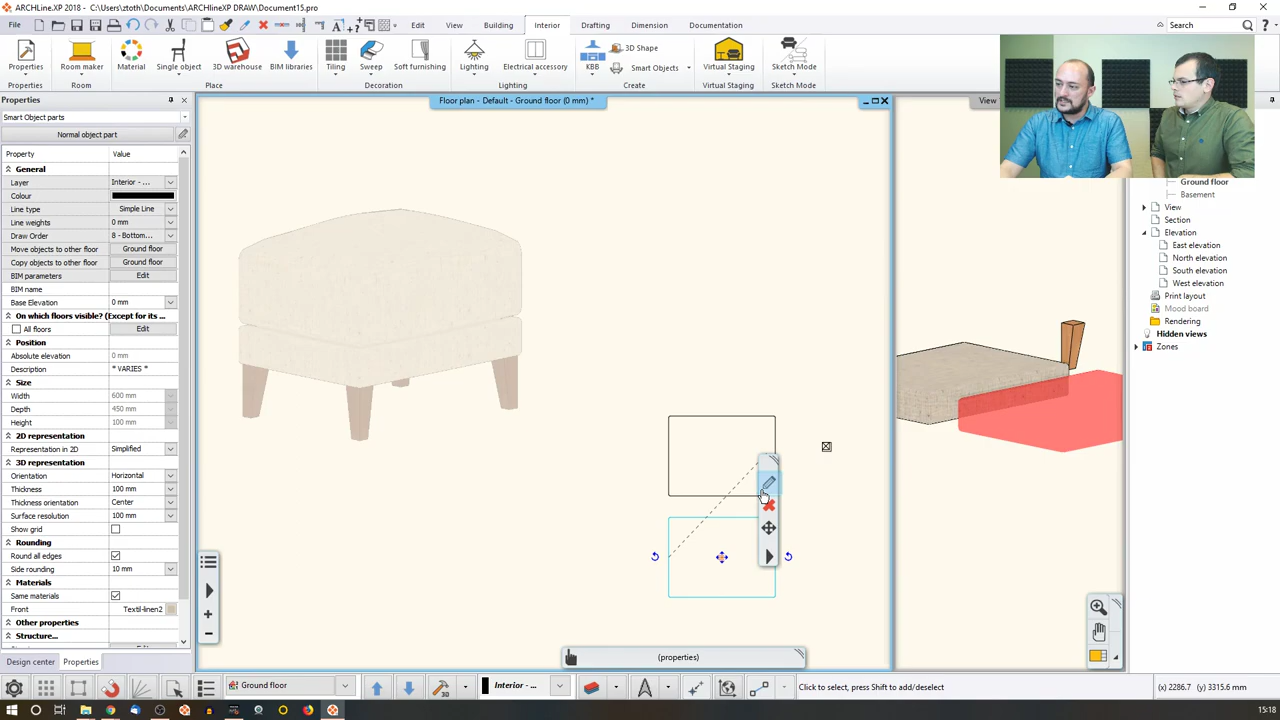 ARCHLine.XP 2018 - C:\Users\ztoth\Documents\ARCHlineXP DRAW\Document15.pro
Edit View Building Interior Drafting Dimension Documentation Search
Properties Room maker Material Single object 3D warehouse BIM libraries Tiling Sweep Soft furnishing Lighting Electrical accessory KBB 3D Shape Smart Objects Virtual Staging Sketch Mode
Properties Room Place Decoration Lighting Create Virtual Staging Sketch Mode
Properties
Smart Object parts
Normal object part
Property Value
General
Layer Interior - ...
Colour
Line type Simple Line
Line weights 0 mm
Draw Order 8 - Bottom...
Move objects to other floor Ground floor
Copy objects to other floor Ground floor
BIM parameters Edit
BIM name
Base Elevation 0 mm
On which floors visible? (Except for its ...
All floors Edit
Position
Absolute elevation 0 mm
Description * VARIES *
Size
Width 600 mm
Depth 450 mm
Height 100 mm
2D representation
Representation in 2D Simplified
3D representation
Orientation Horizontal
Thickness 100 mm
Thickness orientation Center
Surface resolution 100 mm
Show grid
Rounding
Round all edges
Side rounding 10 mm
Materials
Same materials
Front Textil-linen2
Other properties
Structure...
Design center Properties
Floor plan - Default - Ground floor (0 mm) *
View
Ground floor
Basement
View
Section
Elevation
East elevation
North elevation
South elevation
West elevation
Print layout
Mood board
Rendering
Hidden views
Zones
(properties)
Ground floor Interior - ... Click to select, press Shift to add/deselect (x) 2286.7 (y) 3315.6 mm
15:18